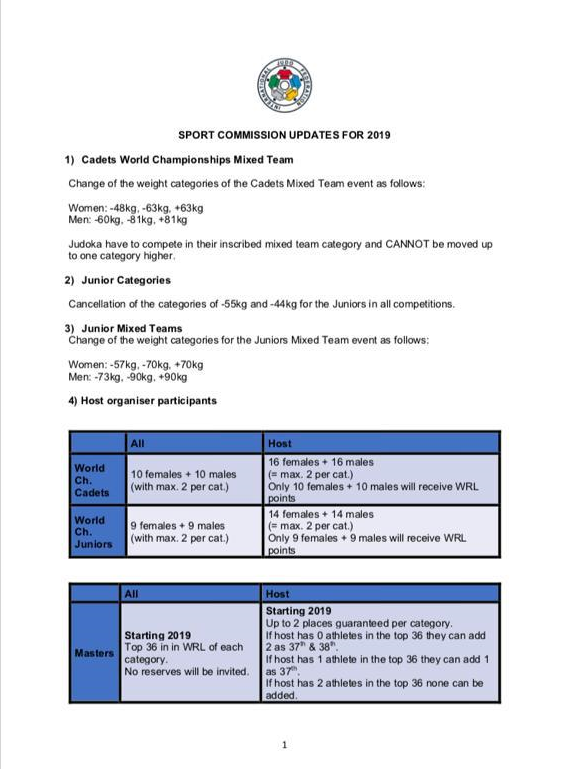 INTERNATIONAL JUDO FEDERATION
SPORT COMMISSION UPDATES FOR 2019
1) Cadets World Championships Mixed Team
Change of the weight categories of the Cadets Mixed Team event as follows:
Women: -48kg, -63kg, +63kg
Men: -60kg, -81kg, +81kg
Judoka have to compete in their inscribed mixed team category and CANNOT be moved up
to one category higher.
2) Junior Categories
Cancellation of the categories of -55kg and -44kg for the Juniors in all competitions.
3) Junior Mixed Teams
Change of the weight categories for the Juniors Mixed Team event as follows:
Women: -57kg, -70kg, +70kg
Men: -73kg, -90kg, +90kg
4) Host organiser participants
All
Host
World
Ch.
Cadets
10 females + 10 males
(with max. 2 per cat.)
16 females + 16 males
(= max. 2 per cat.)
Only 10 females + 10 males will receive WRL
points
World
Ch.
Juniors
9 females + 9 males
(with max. 2 per cat.)
14 females + 14 males
(= max. 2 per cat.)
Only 9 females + 9 males will receive WRL
points
All
Host
Masters
Starting 2019
Top 36 in in WRL of each
category.
No reserves will be invited.
Starting 2019
Up to 2 places guaranteed per category.
If host has 0 athletes in the top 36 they can add
2 as 37th & 38th.
If host has 1 athlete in the top 36 they can add 1
as 37th.
If host has 2 athletes in the top 36 none can be
added.
1